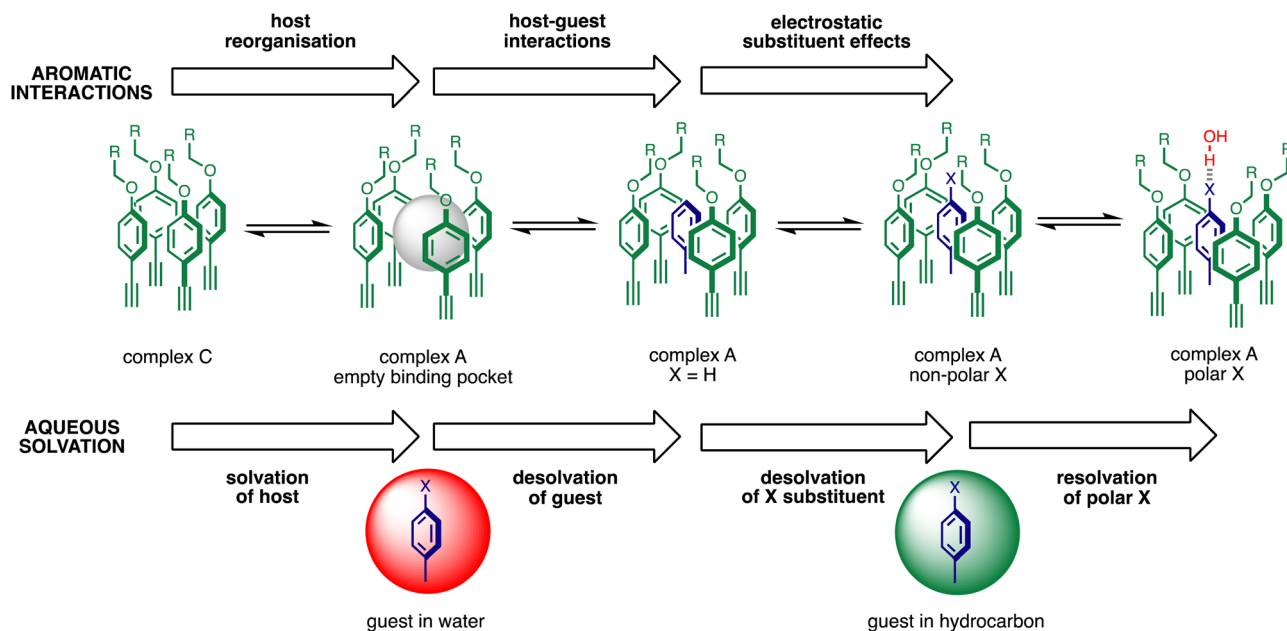 host
reorganisation
host-guest
interactions
electrostatic
substituent effects
AROMATIC
INTERACTIONS
R
R
R
R
O
O
O
O
R
R
R
R
O
O
O
O
R
R
R
R
O
O
O
O
R
R
X
R
R
O
O
O
O
OH
H
R
R
X
R
R
O
O
O
O
complex C
complex A
empty binding pocket
complex A
X = H
complex A
non-polar X
complex A
polar X
AQUEOUS
SOLVATION
solvation
of host
desolvation
of guest
desolvation
of X substituent
resolvation
of polar X
X
X
guest in water
guest in hydrocarbon